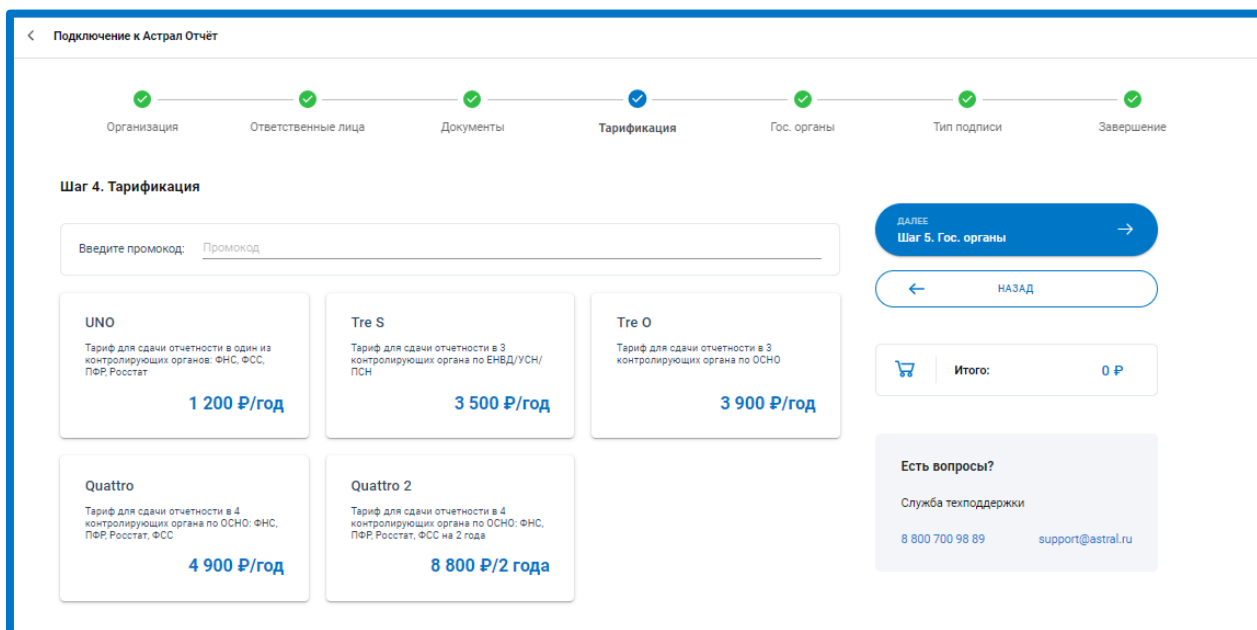 Подключение к Астрал Отчёт
Организация
Ответственные лица
Документы
Тарификация
Гос. органы
Тип подписи
Завершение
Шаг 4. Тарификация
Введите промокод:
Промокод
UNO
Тариф для сдачи отчетности в один из
контролирующих органов: ФНС, ФСС,
ПФР, Росстат
1 200 ₽/год
Tre S
Тариф для сдачи отчетности в 3
контролирующих органа по ЕНВД/УСН/
ПСН
3 500 ₽/год
Tre O
Тариф для сдачи отчетности в 3
контролирующих органа по ОСНО
3 900 ₽/год
Quattro
Тариф для сдачи отчетности в 4
контролирующих органа по ОСНО: ФНС,
ПФР, Росстат, ФСС
4 900 ₽/год
Quattro 2
Тариф для сдачи отчетности в 4
контролирующих органа по ОСНО: ФНС,
ПФР, Росстат, ФСС на 2 года
8 800 ₽/2 года
ДАЛЕЕ
Шаг 5. Гос. органы
НАЗАД
Итого:
0 ₽
Есть вопросы?
Служба техподдержки
8 800 700 98 89
support@astral.ru